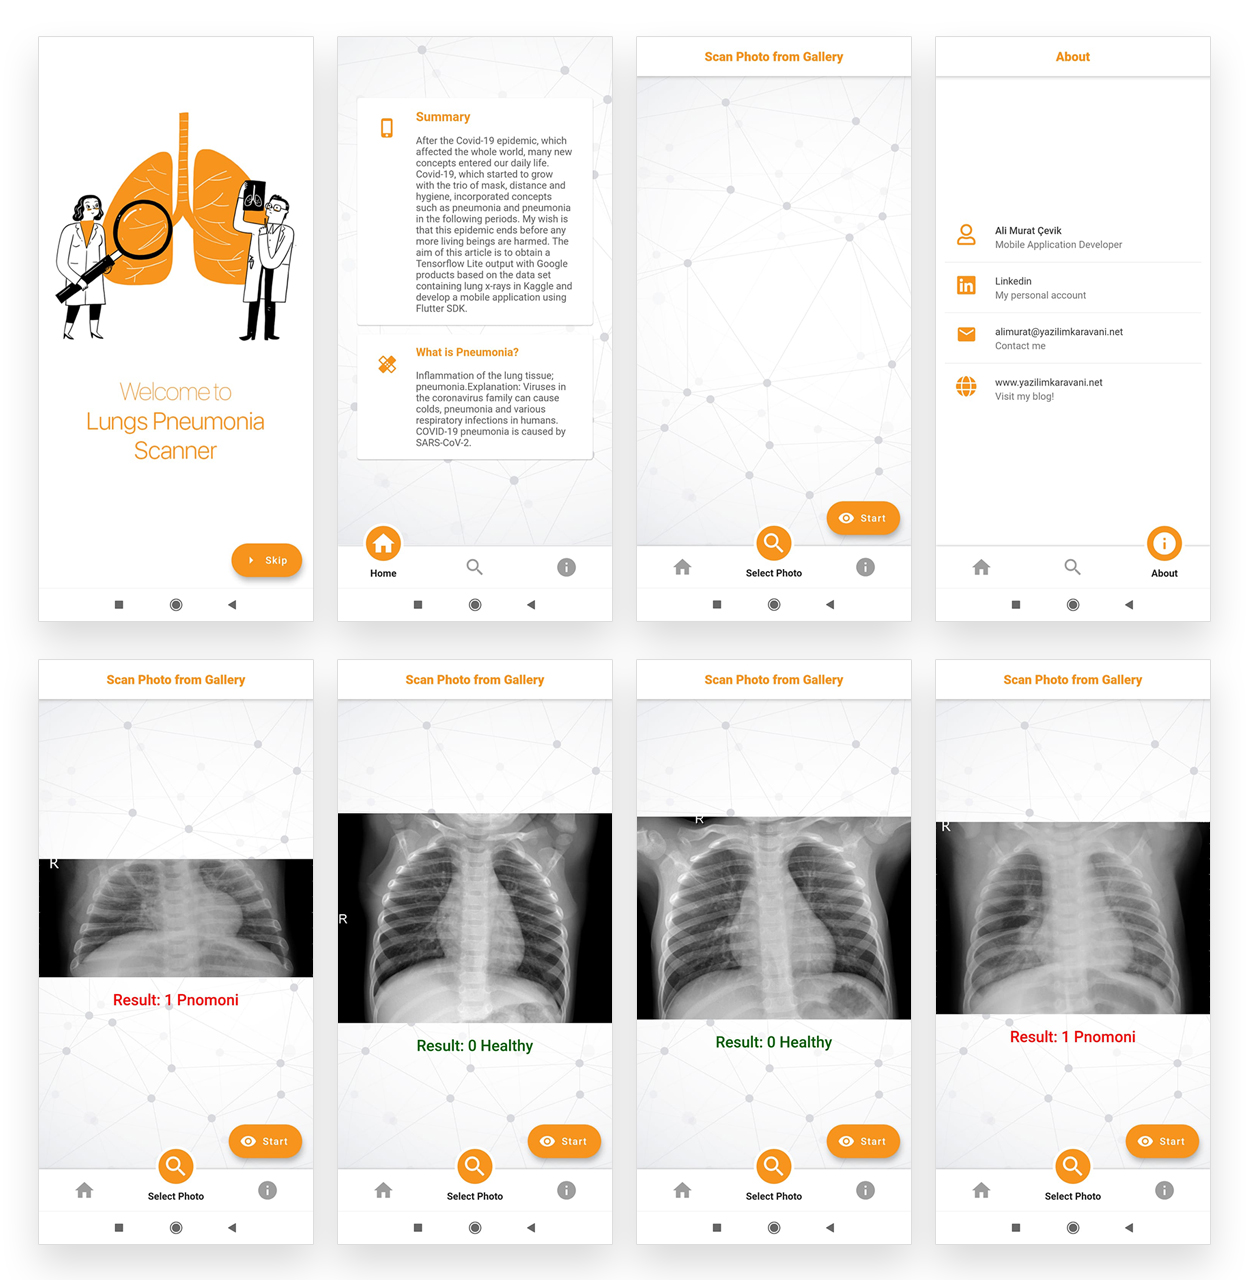 Welcome to
Lungs Pneumonia
Scanner
Skip
Summary
After the Covid-19 epidemic, which
affected the whole world, many new
concepts entered our daily life.
Covid-19, which started to grow
with the trio of mask, distance and
hygiene, incorporated concepts
such as pneumonia and pneumonia
in the following periods. My wish is
that this epidemic ends before any
more living beings are harmed. The
aim of this article is to obtain a
Tensorflow Lite output with Google
products based on the data set
containing lung x-rays in Kaggle and
develop a mobile application using
Flutter SDK.
What is Pneumonia?
Inflammation of the lung tissue;
pneumonia.Explanation: Viruses in
the coronavirus family can cause
colds, pneumonia and various
respiratory infections in humans.
COVID-19 pneumonia is caused by
SARS-CoV-2.
Home
Scan Photo from Gallery
Start
Select Photo
About
Ali Murat Çevik
Mobile Application Developer
Linkedin
My personal account
alimurat@yazilimkaravani.net
Contact me
www.yazilimkaravani.net
Visit my blog!
About
Scan Photo from Gallery
R
Result: 1 Pnomoni
Start
Select Photo
Scan Photo from Gallery
R
Result: 0 Healthy
Start
Select Photo
Scan Photo from Gallery
R
Result: 0 Healthy
Start
Select Photo
Scan Photo from Gallery
R
Result: 1 Pnomoni
Start
Select Photo